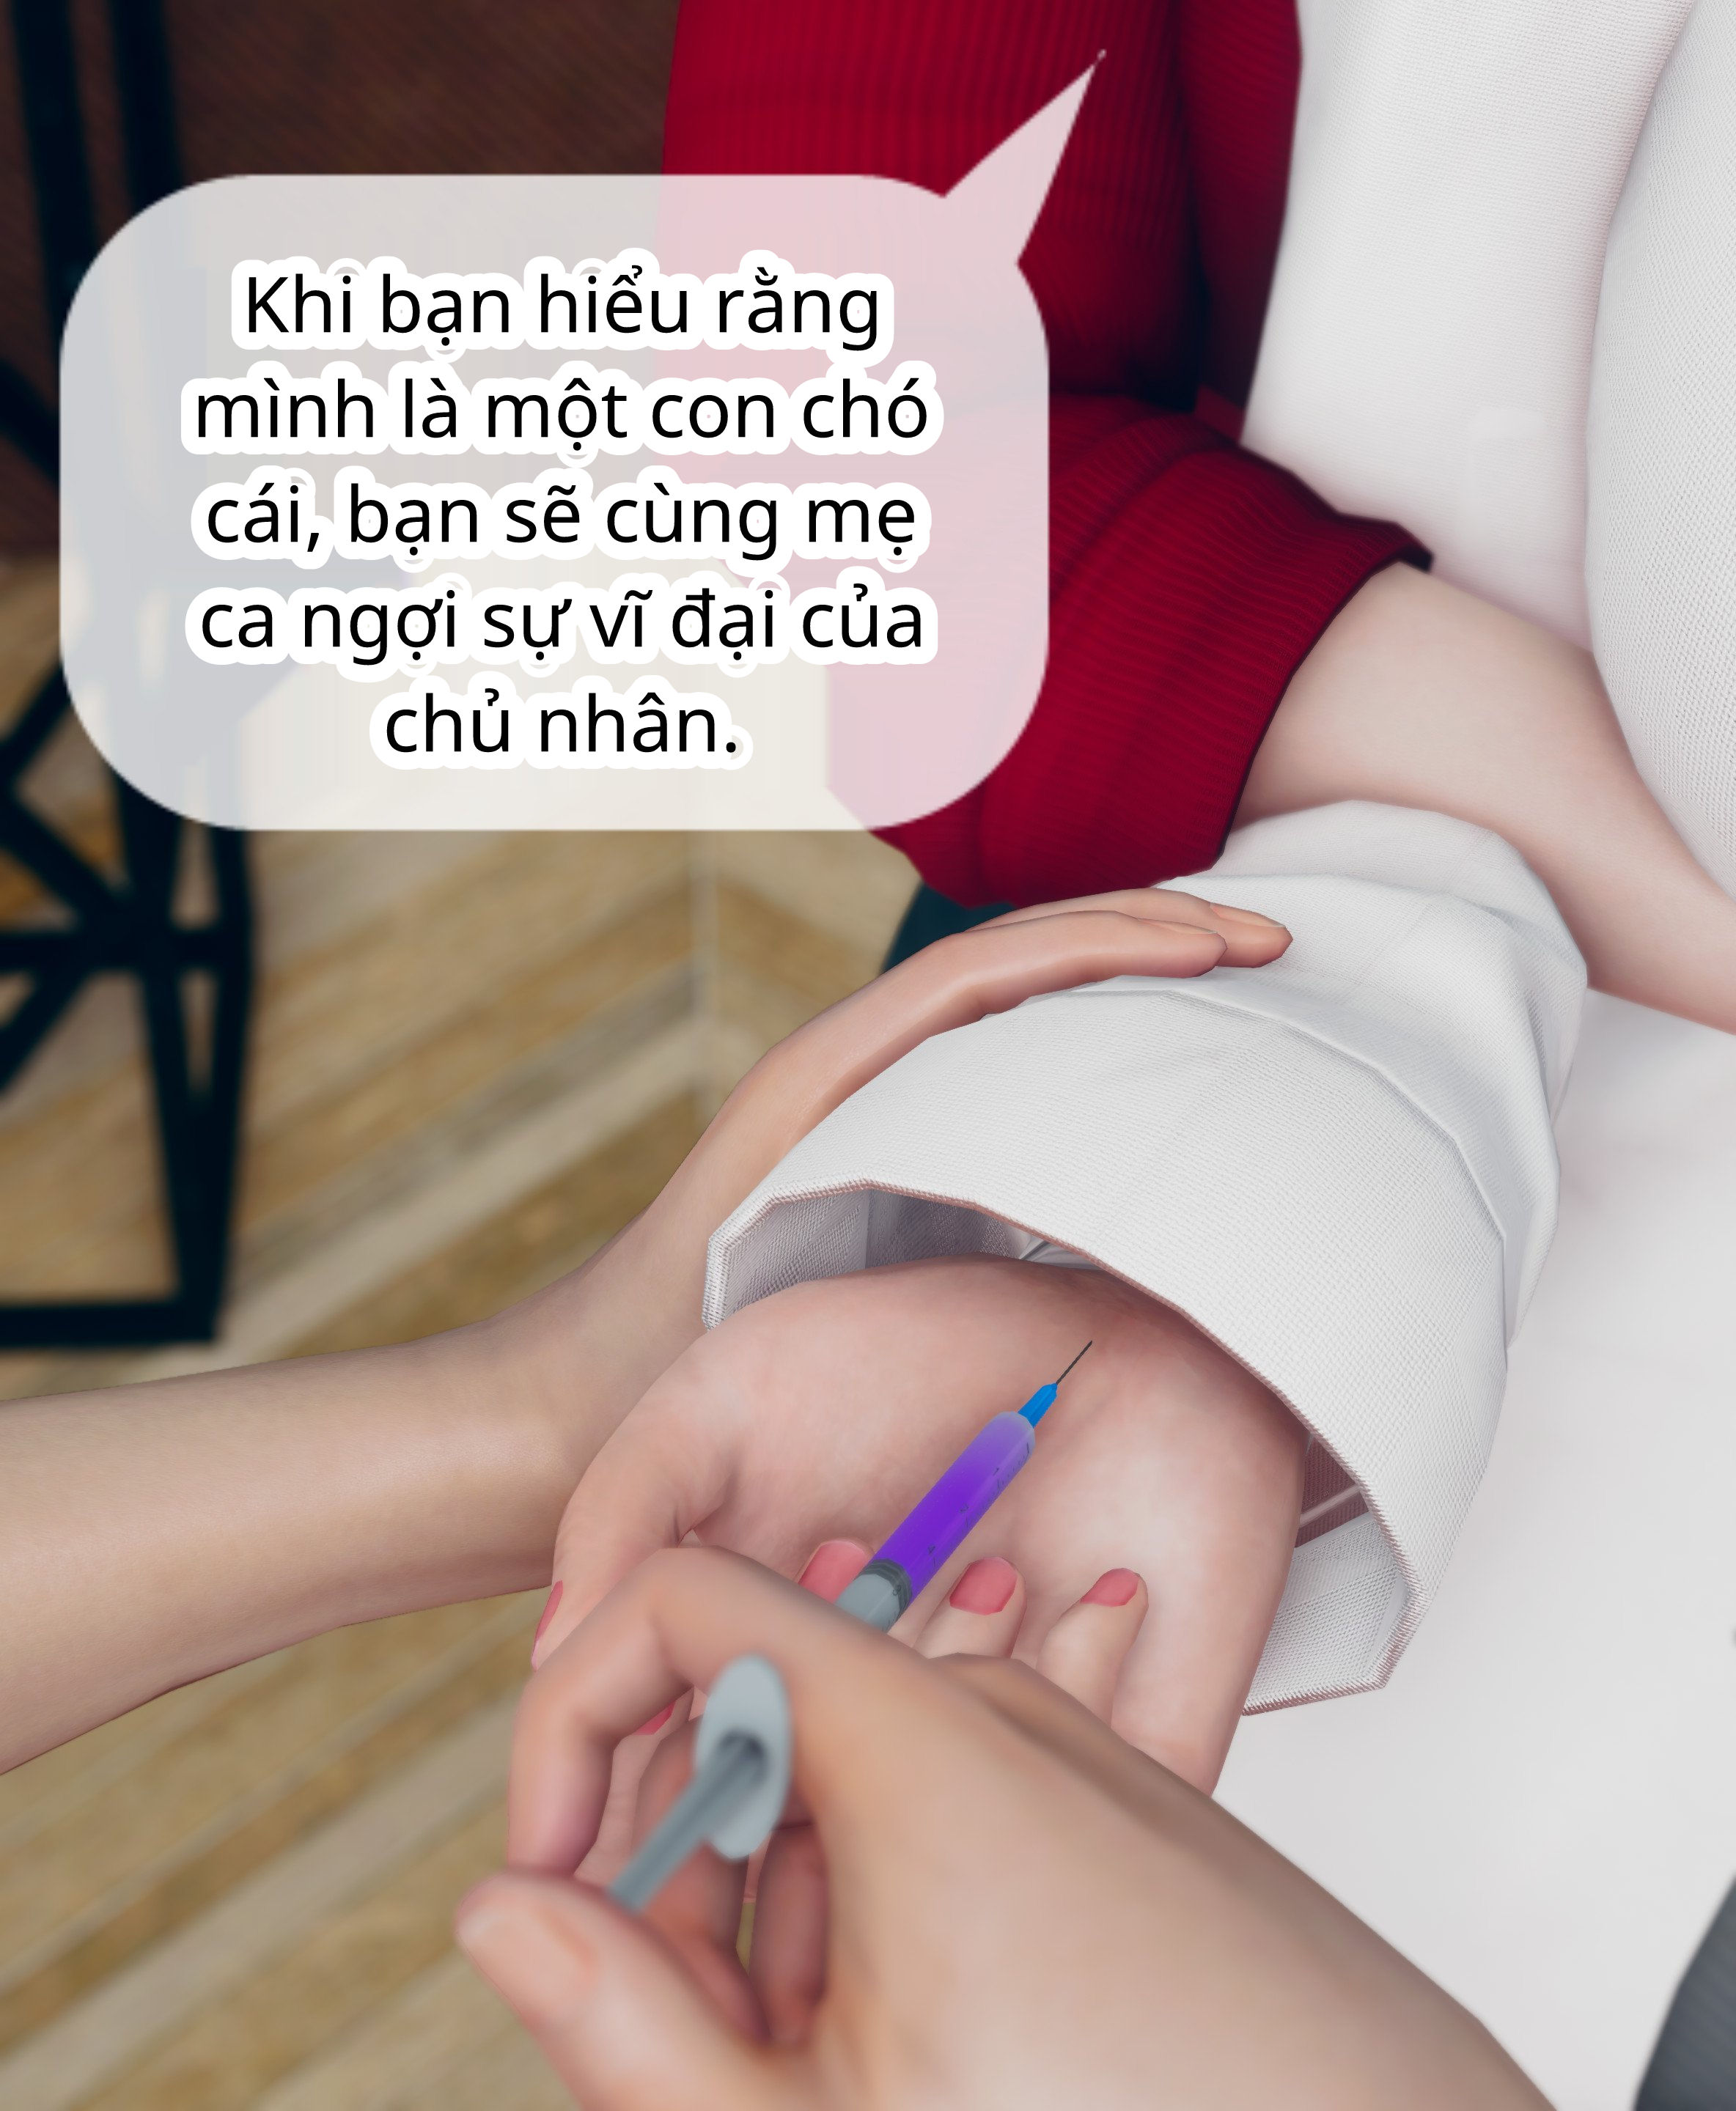 Khi bạn hiểu rằng
mình là một con chó
cái, bạn sẽ cùng mẹ
ca ngợi sự vĩ đại của
chủ nhân.